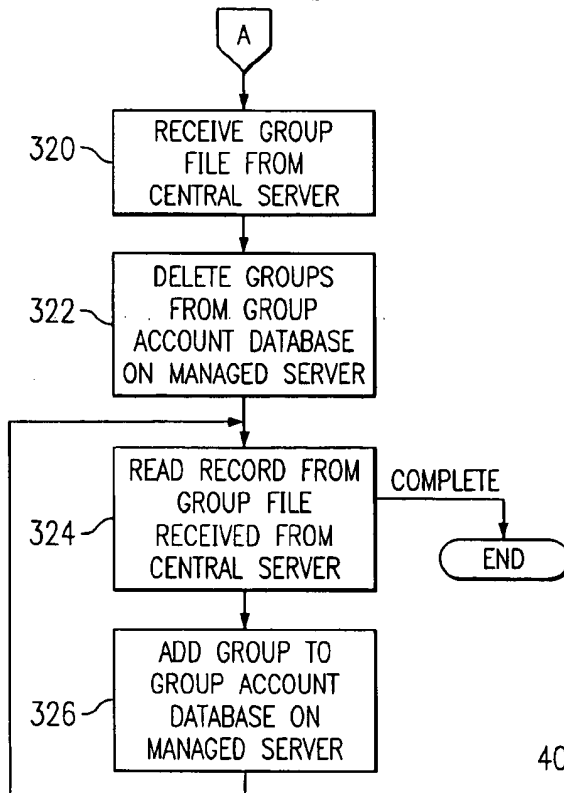 A
320
RECEIVE GROUP
FILE FROM
CENTRAL SERVER
322
DELETE GROUPS
FROM GROUP
ACCOUNT DATABASE
ON MANAGED SERVER
324
READ RECORD FROM
GROUP FILE
RECEIVED FROM
CENTRAL SERVER
COMPLETE
END
326
ADD GROUP TO
GROUP ACCOUNT
DATABASE ON
MANAGED SERVER
40